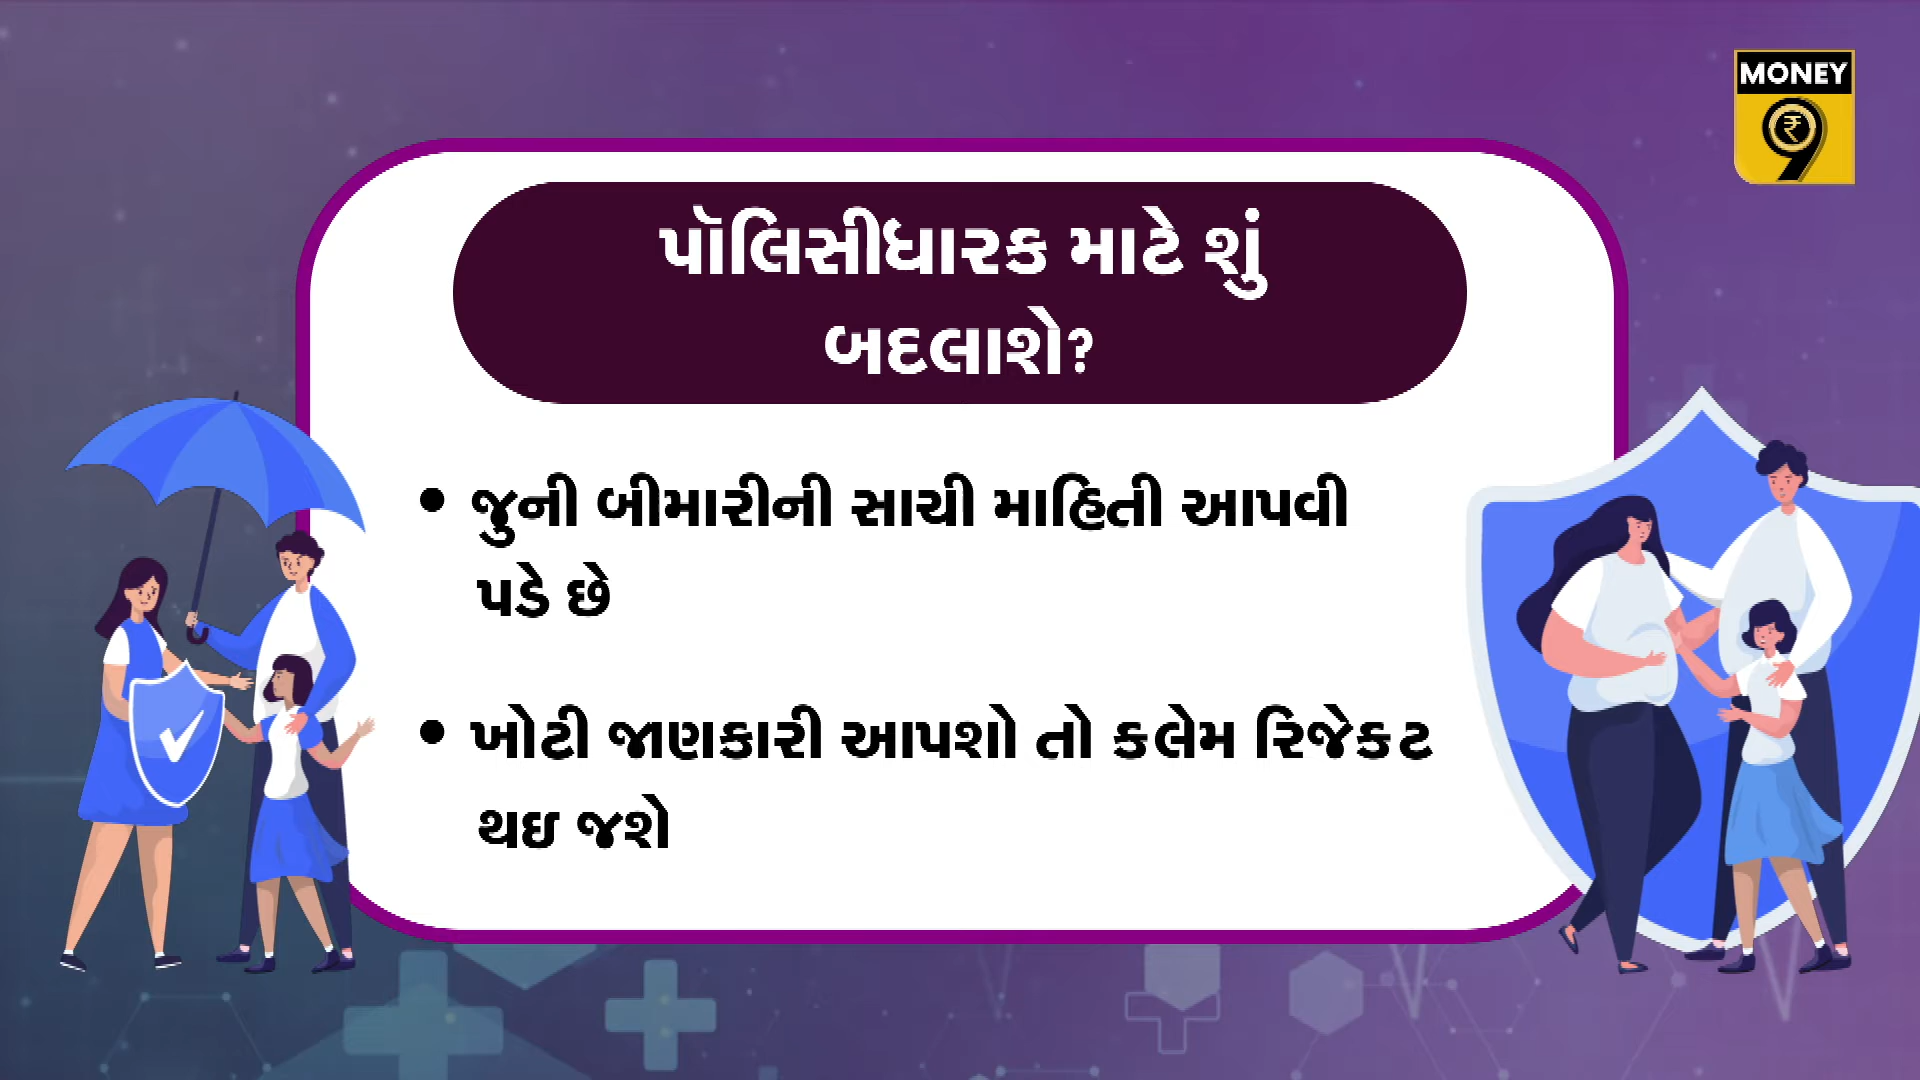 MONEY
9
પૉલિસીધારક માટે શું
બદલાશે?
• જુની બીમારીની સાચી માહિતી આપવી
પડે છે
• ખોટી જાણકારી આપશો તો કલેમ રિજેકટ
થઇ જશે